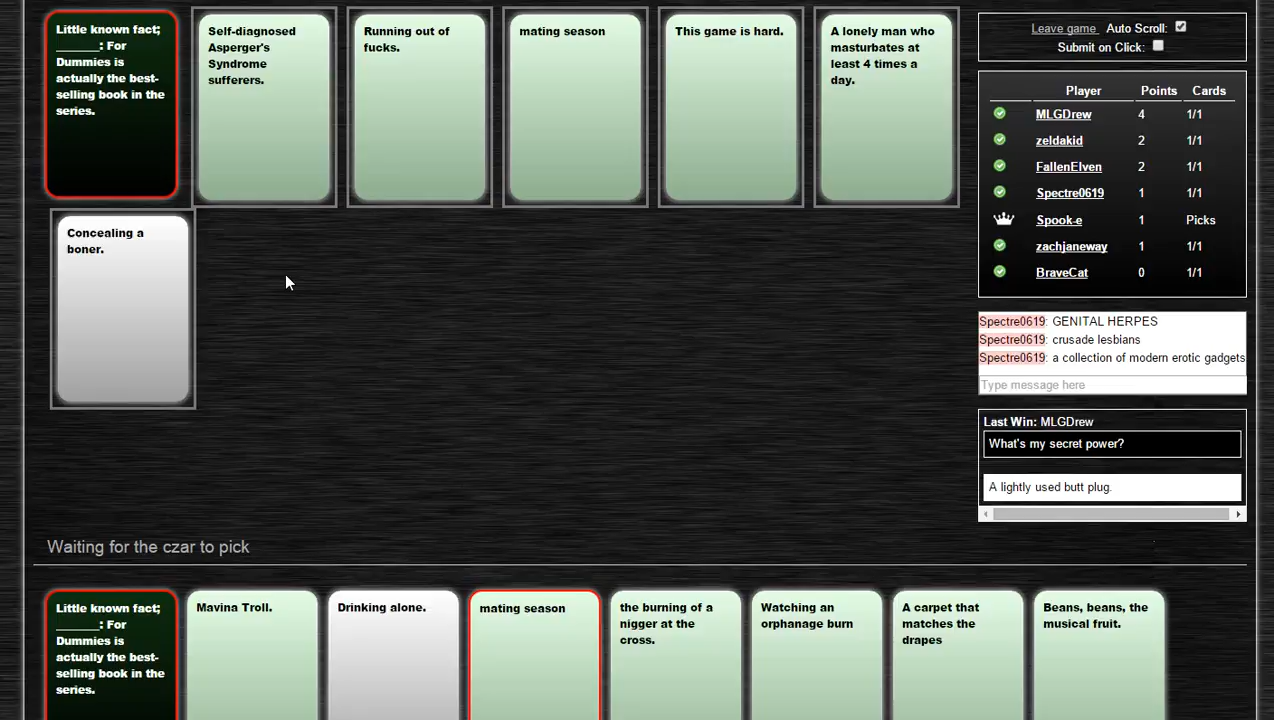 Little known fact;
______: For
Dummies is
actually the best-
selling book in the
series.
Self-diagnosed
Asperger's
Syndrome
sufferers.
Running out of
fucks.
mating season
This game is hard.
A lonely man who
masturbates at
least 4 times a
day.
Concealing a
boner.
Leave game Auto Scroll:
Submit on Click:
Player Points Cards
MLGDrew 4 1/1
zeldakid 2 1/1
FallenElven 2 1/1
Spectre0619 1 1/1
Spook-e 1 Picks
zachjaneway 1 1/1
BraveCat 0 1/1
Spectre0619: GENITAL HERPES
Spectre0619: crusade lesbians
Spectre0619: a collection of modern erotic gadgets
Type message here
Last Win: MLGDrew
What's my secret power?
A lightly used butt plug.
Waiting for the czar to pick
Little known fact;
______: For
Dummies is
actually the best-
selling book in the
series.
Mavina Troll.
Drinking alone.
mating season
the burning of a
nigger at the
cross.
Watching an
orphanage burn
A carpet that
matches the
drapes
Beans, beans, the
musical fruit.